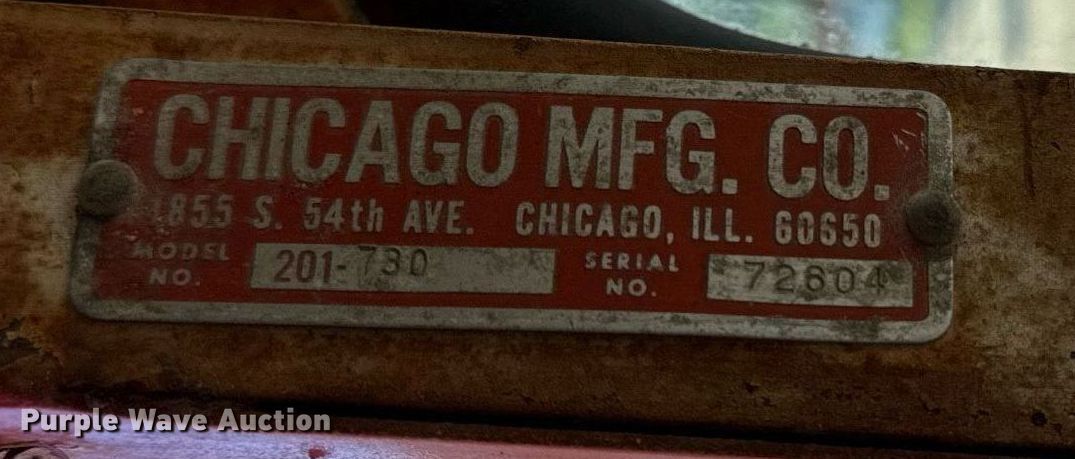 CHICAGO MFG. CO.
1855 S. 54th AVE. CHICAGO, ILL. 60650
MODEL NO. 201-730 SERIAL NO. 72604
Purple Wave Auction